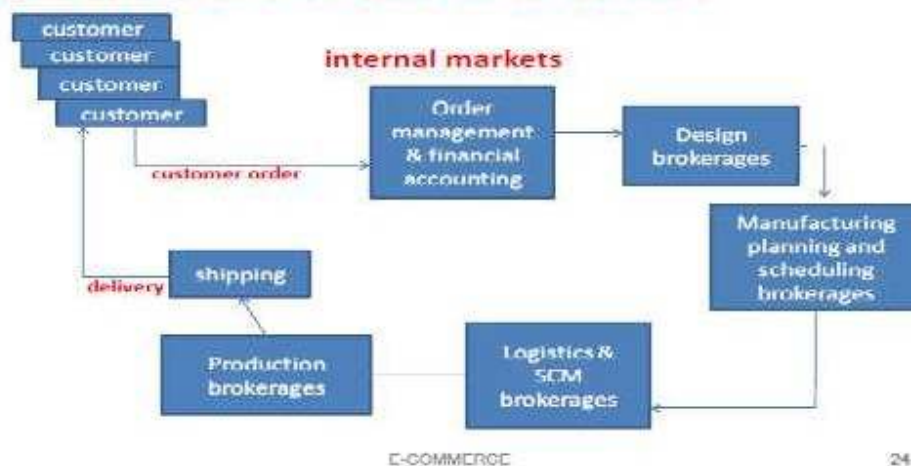 customer
customer
customer
customer
internal markets
Order
management
& financial
accounting
Design
brokerages
customer order
Manufacturing
planning and
scheduling
brokerages
shipping
delivery
Production
brokerages
Logistics &
SCM
brokerages
E-COMMERCE
24